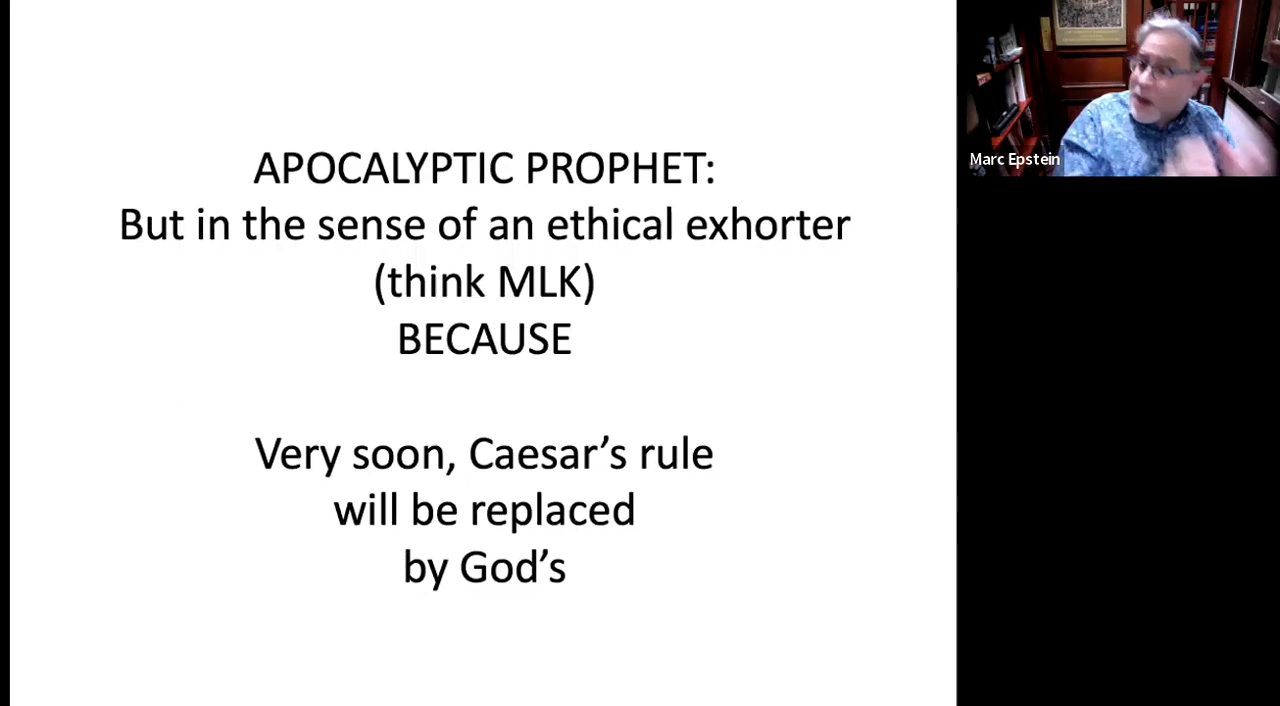 APOCALYPTIC PROPHET:
But in the sense of an ethical exhorter
(think MLK)
BECAUSE
Very soon, Caesar’s rule
will be replaced
by God’s
Marc Epstein